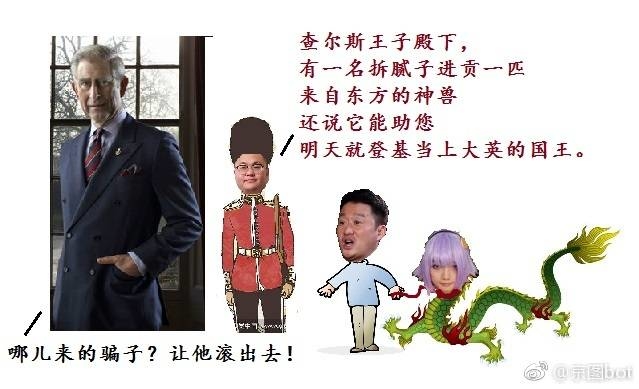 查尔斯王子殿下，
有一名拆腻子进贡一匹
来自东方的神兽
还说它能助您
明天就登基当上大英的国王。
哪儿来的骗子？让他滚出去！
@京图bot